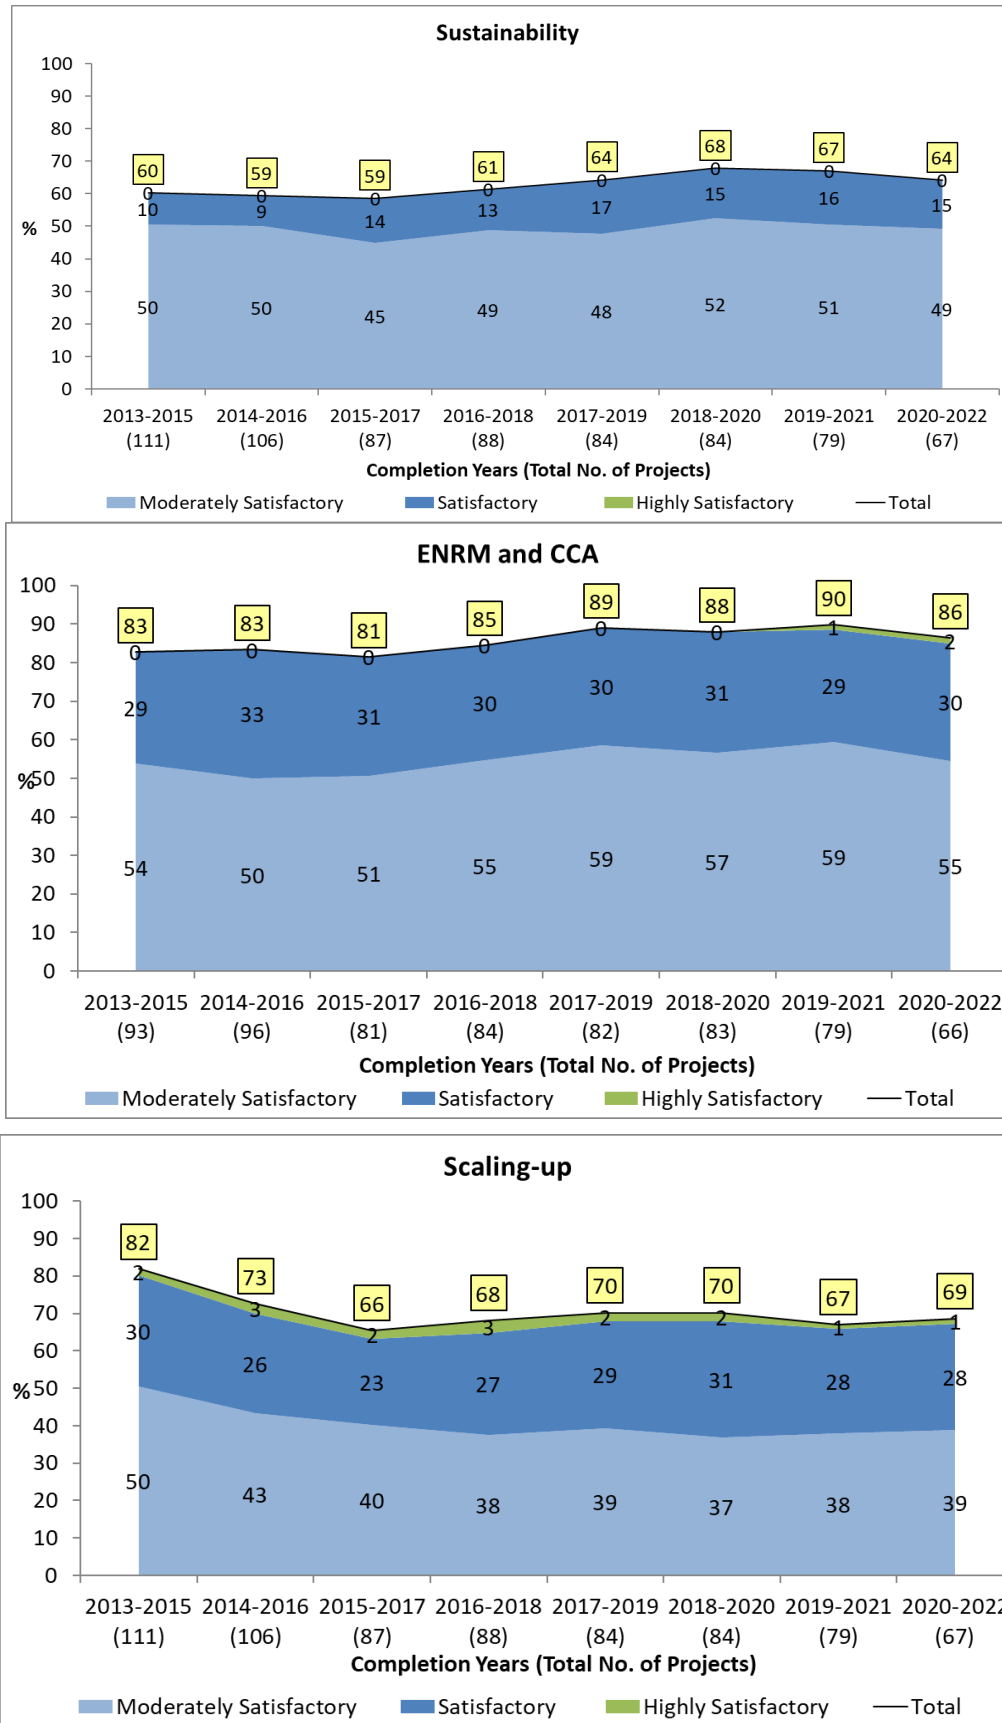 Sustainability
100
90
80
70
60
50
40
30
20
10
0
%
60 59 59 61 64 68 67 64
0 0 0 0 0 0 0 0
10 9 14 13 17 15 16 15
50 50 45 49 48 52 51 49
2013-2015 2014-2016 2015-2017 2016-2018 2017-2019 2018-2020 2019-2021 2020-2022
(111) (106) (87) (88) (84) (84) (79) (67)
Completion Years (Total No. of Projects)
Moderately Satisfactory Satisfactory Highly Satisfactory Total
ENRM and CCA
100
90
80
70
60
50
40
30
20
10
0
%
83 83 81 85 89 88 90 86
0 0 0 0 0 0 1 2
29 33 31 30 30 31 29 30
54 50 51 55 59 57 59 55
2013-2015 2014-2016 2015-2017 2016-2018 2017-2019 2018-2020 2019-2021 2020-2022
(93) (96) (81) (84) (82) (83) (79) (66)
Completion Years (Total No. of Projects)
Moderately Satisfactory Satisfactory Highly Satisfactory Total
Scaling-up
100
90
80
70
60
50
40
30
20
10
0
%
82 73 66 68 70 70 67 69
2 3 2 3 2 2 1 1
30 26 23 27 29 31 28 28
50 43 40 38 39 37 38 39
2013-2015 2014-2016 2015-2017 2016-2018 2017-2019 2018-2020 2019-2021 2020-2022
(111) (106) (87) (88) (84) (84) (79) (67)
Completion Years (Total No. of Projects)
Moderately Satisfactory Satisfactory Highly Satisfactory Total